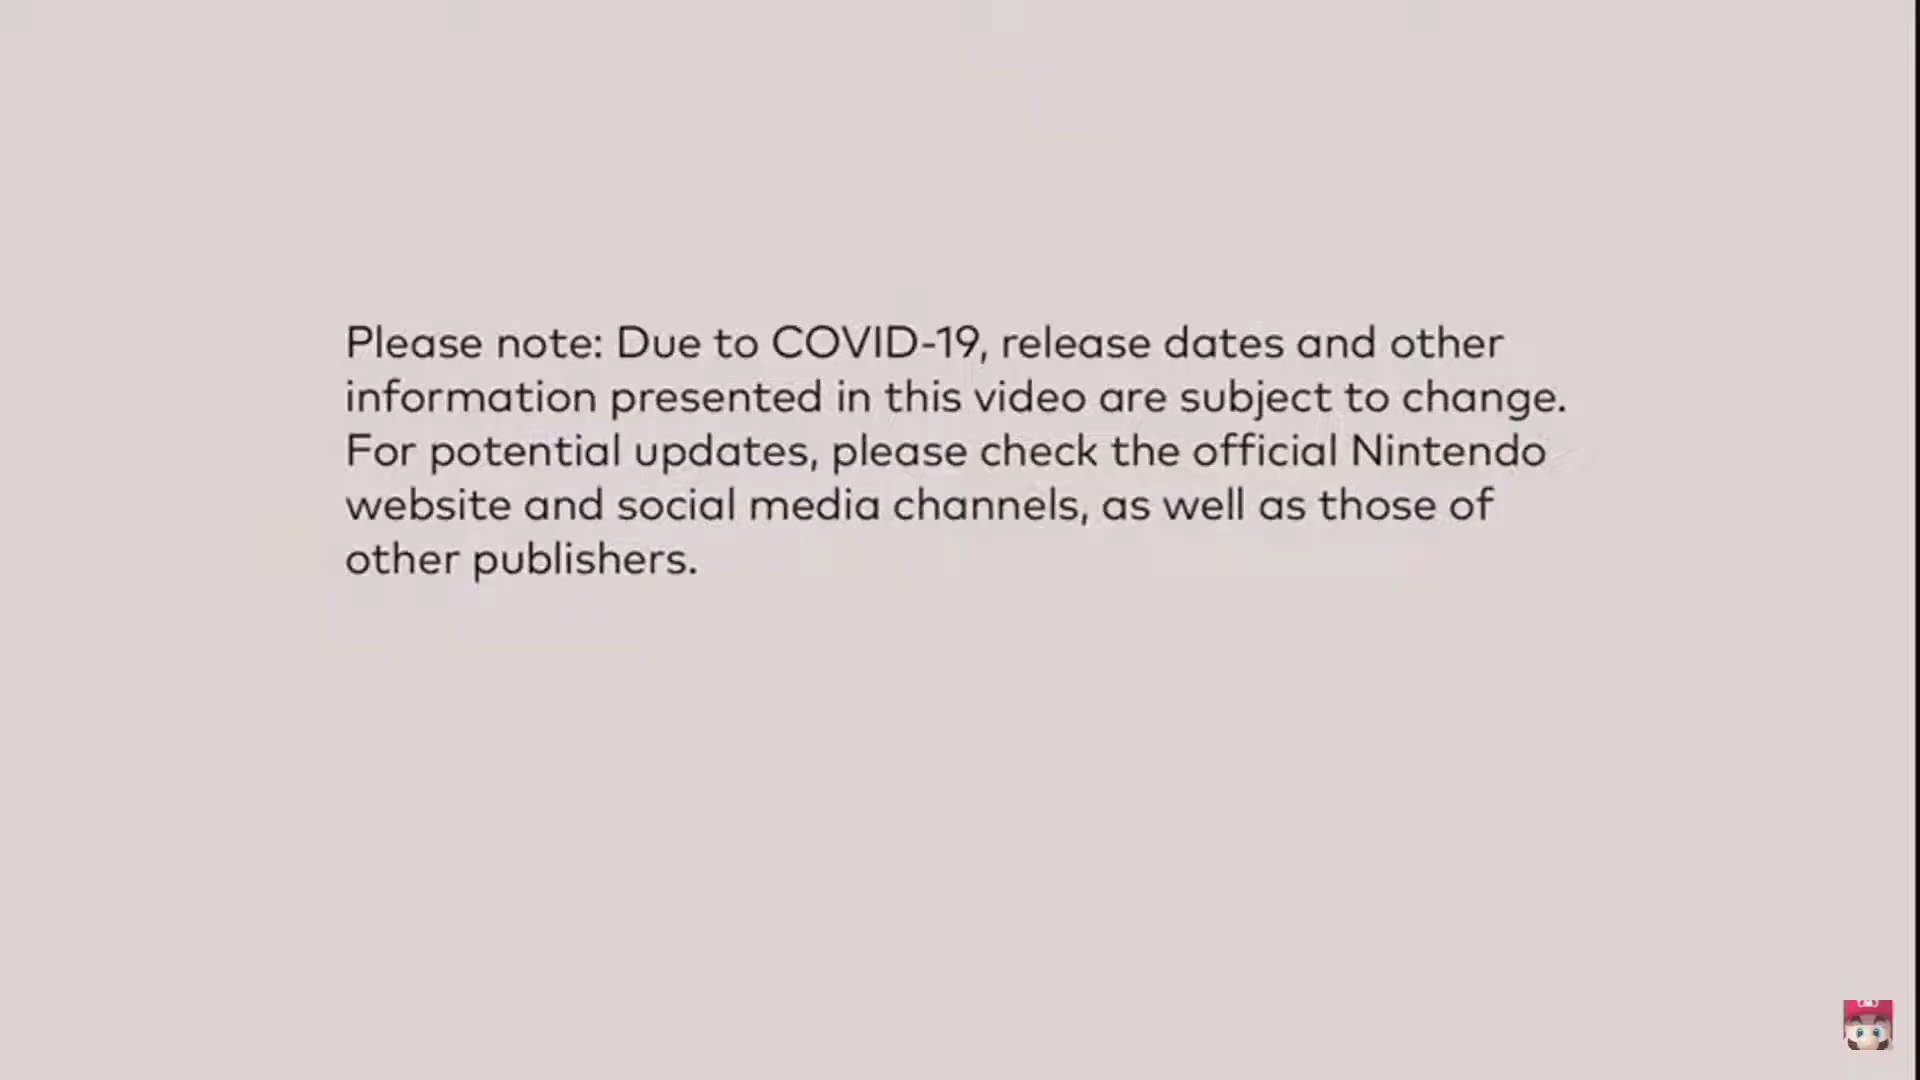 Please note: Due to COVID-19, release dates and other
information presented in this video are subject to change.
For potential updates, please check the official Nintendo
website and social media channels, as well as those of
other publishers.